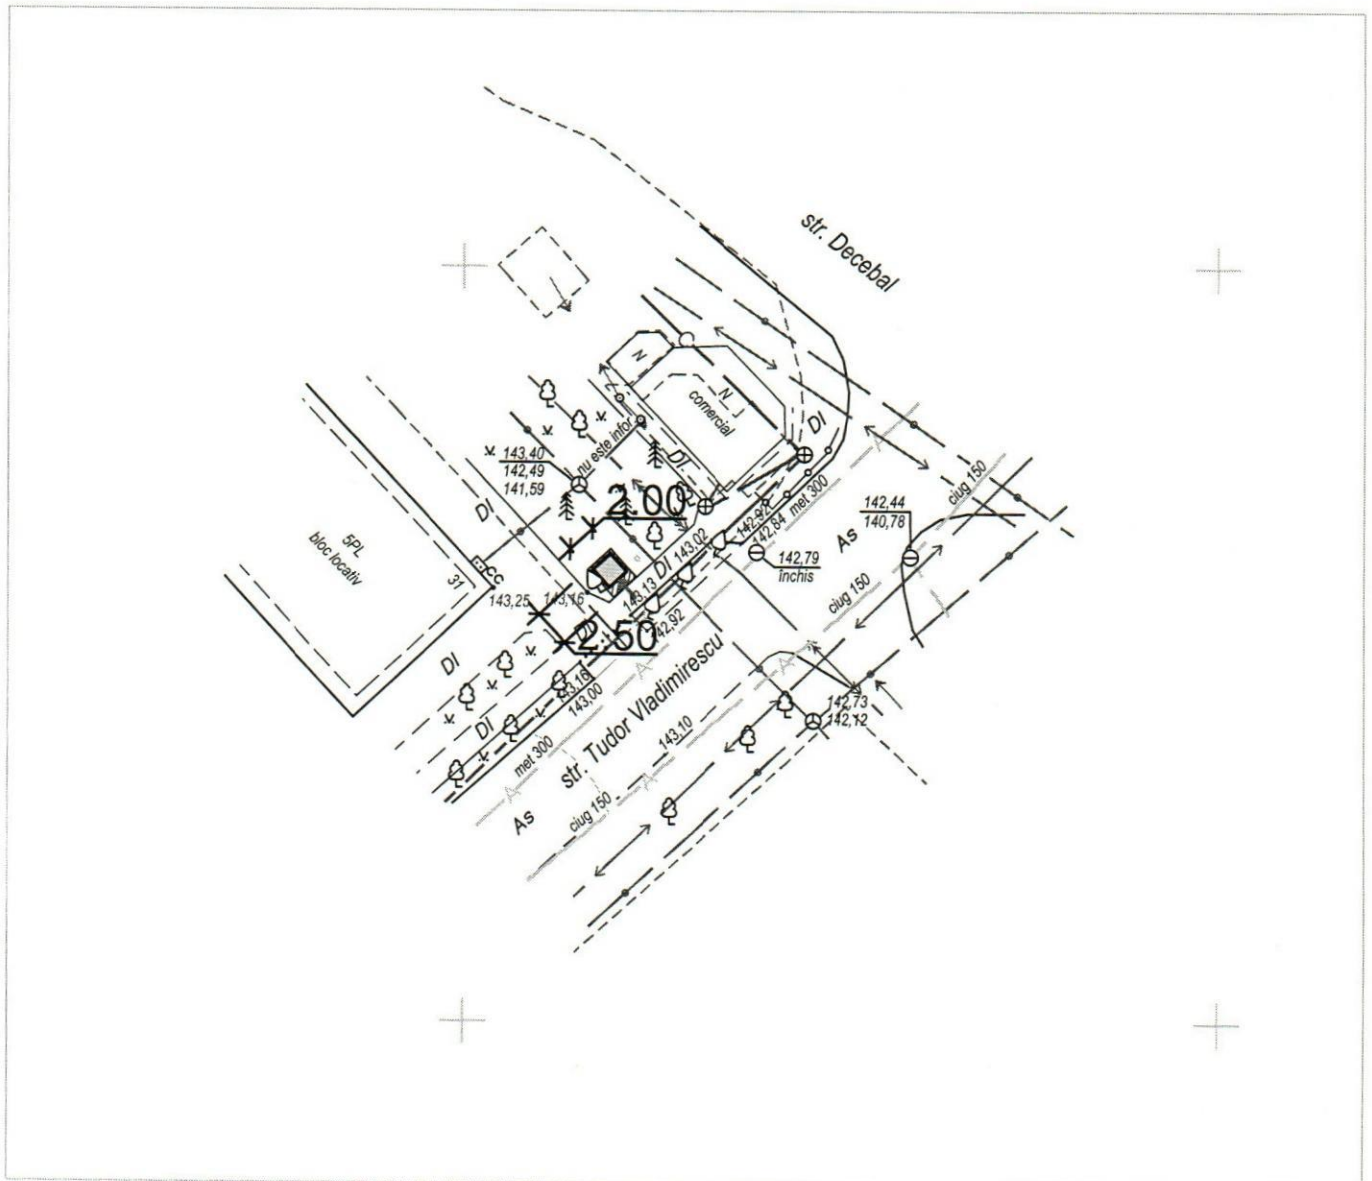 str. Decebal
N
N
comercial
DI
nu este infor
DI
143,40
142,49
141,59
2.00
ciug 150
met 300
142,92
142,84
142,44
140,78
As
DI
5PL
bloc locativ
31
CC
DI 143,02
142,79
inchis
143,25
143,16
143,13
ciug 150
2.50
DI
142,92
DI
143,16
143,00
DI
str. Tudor Vladimirescu
142,73
142,12
143,10
met 300
ciug 150
As